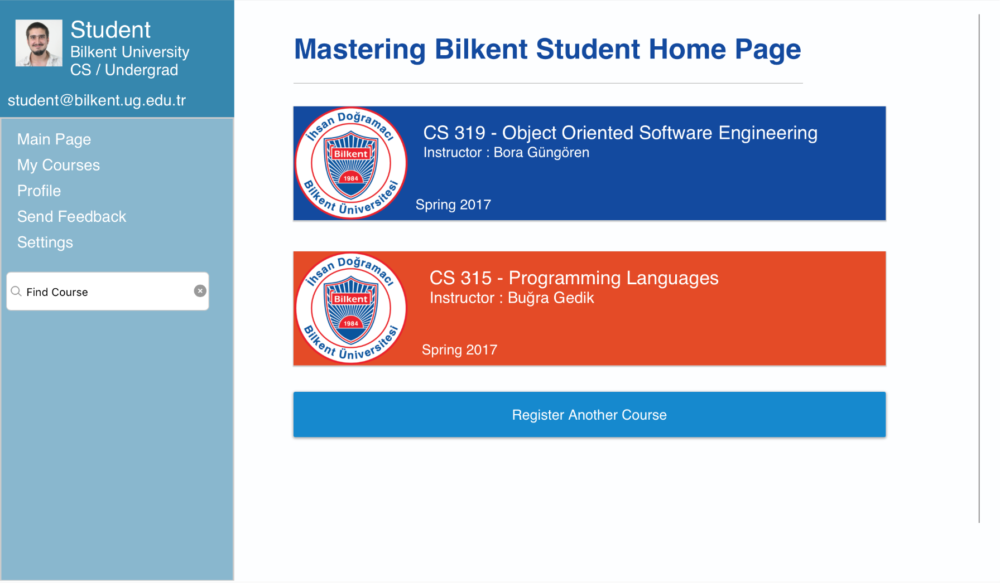 Student
Bilkent University
CS / Undergrad
student@bilkent.ug.edu.tr
Main Page
My Courses
Profile
Send Feedback
Settings
Find Course
Mastering Bilkent Student Home Page
İhsan Doğramacı
Bilkent
1984
Bilkent Üniversitesi
CS 319 - Object Oriented Software Engineering
Instructor : Bora Güngören
Spring 2017
İhsan Doğramacı
Bilkent
1984
Bilkent Üniversitesi
CS 315 - Programming Languages
Instructor : Buğra Gedik
Spring 2017
Register Another Course